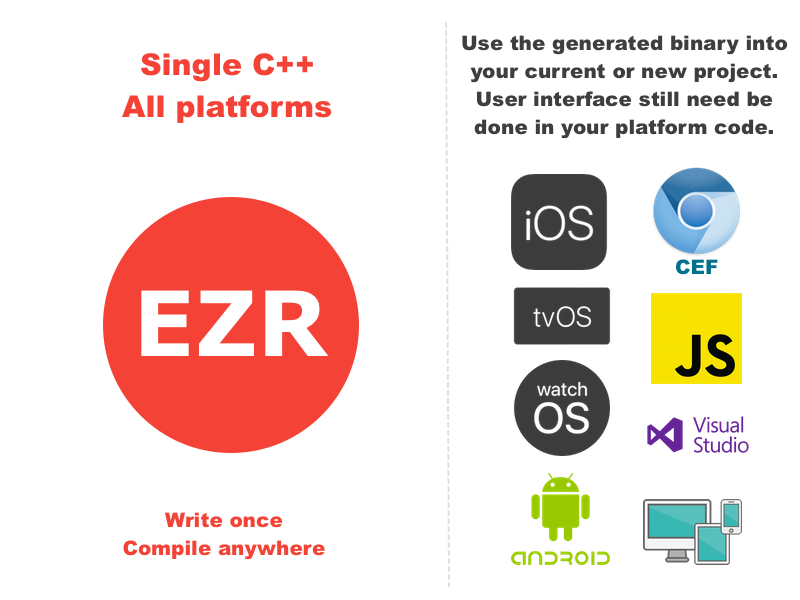 Single C++
All platforms
EZR
Write once
Compile anywhere
Use the generated binary into
your current or new project.
User interface still need be
done in your platform code.
iOS
CEF
tvOS
JS
watch
OS
Visual
Studio
ANDROID